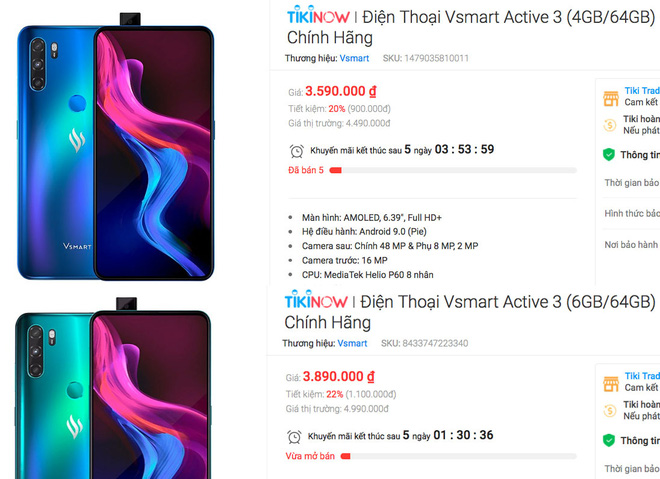 TIKINOW | Điện Thoại Vsmart Active 3 (4GB/64GB)
Chính Hãng
Thương hiệu: Vsmart SKU: 1479035810011
Giá: 3.590.000 ₫
Tiết kiệm: 20% (900.000đ)
Giá thị trường: 4.490.000đ
Khuyến mãi kết thúc sau 5 ngày 03 : 53 : 59
Đã bán 5
Màn hình: AMOLED, 6.39", Full HD+
Hệ điều hành: Android 9.0 (Pie)
Camera sau: Chính 48 MP & Phụ 8 MP, 2 MP
Camera trước: 16 MP
CPU: MediaTek Helio P60 8 nhân
Tiki Trad
Cam kết
Tiki hoàn
Nếu phát
Thông tin
Thời gian bảo
Hình thức bảo
Nơi bảo hành
VSMART
TIKINOW | Điện Thoại Vsmart Active 3 (6GB/64GB)
Chính Hãng
Thương hiệu: Vsmart SKU: 8433747223340
Giá: 3.890.000 ₫
Tiết kiệm: 22% (1.100.000đ)
Giá thị trường: 4.990.000đ
Khuyến mãi kết thúc sau 5 ngày 01 : 30 : 36
Vừa mở bán
Tiki Trad
Cam kết
Tiki hoàn
Nếu phát
Thông tin
Thời gian bảo